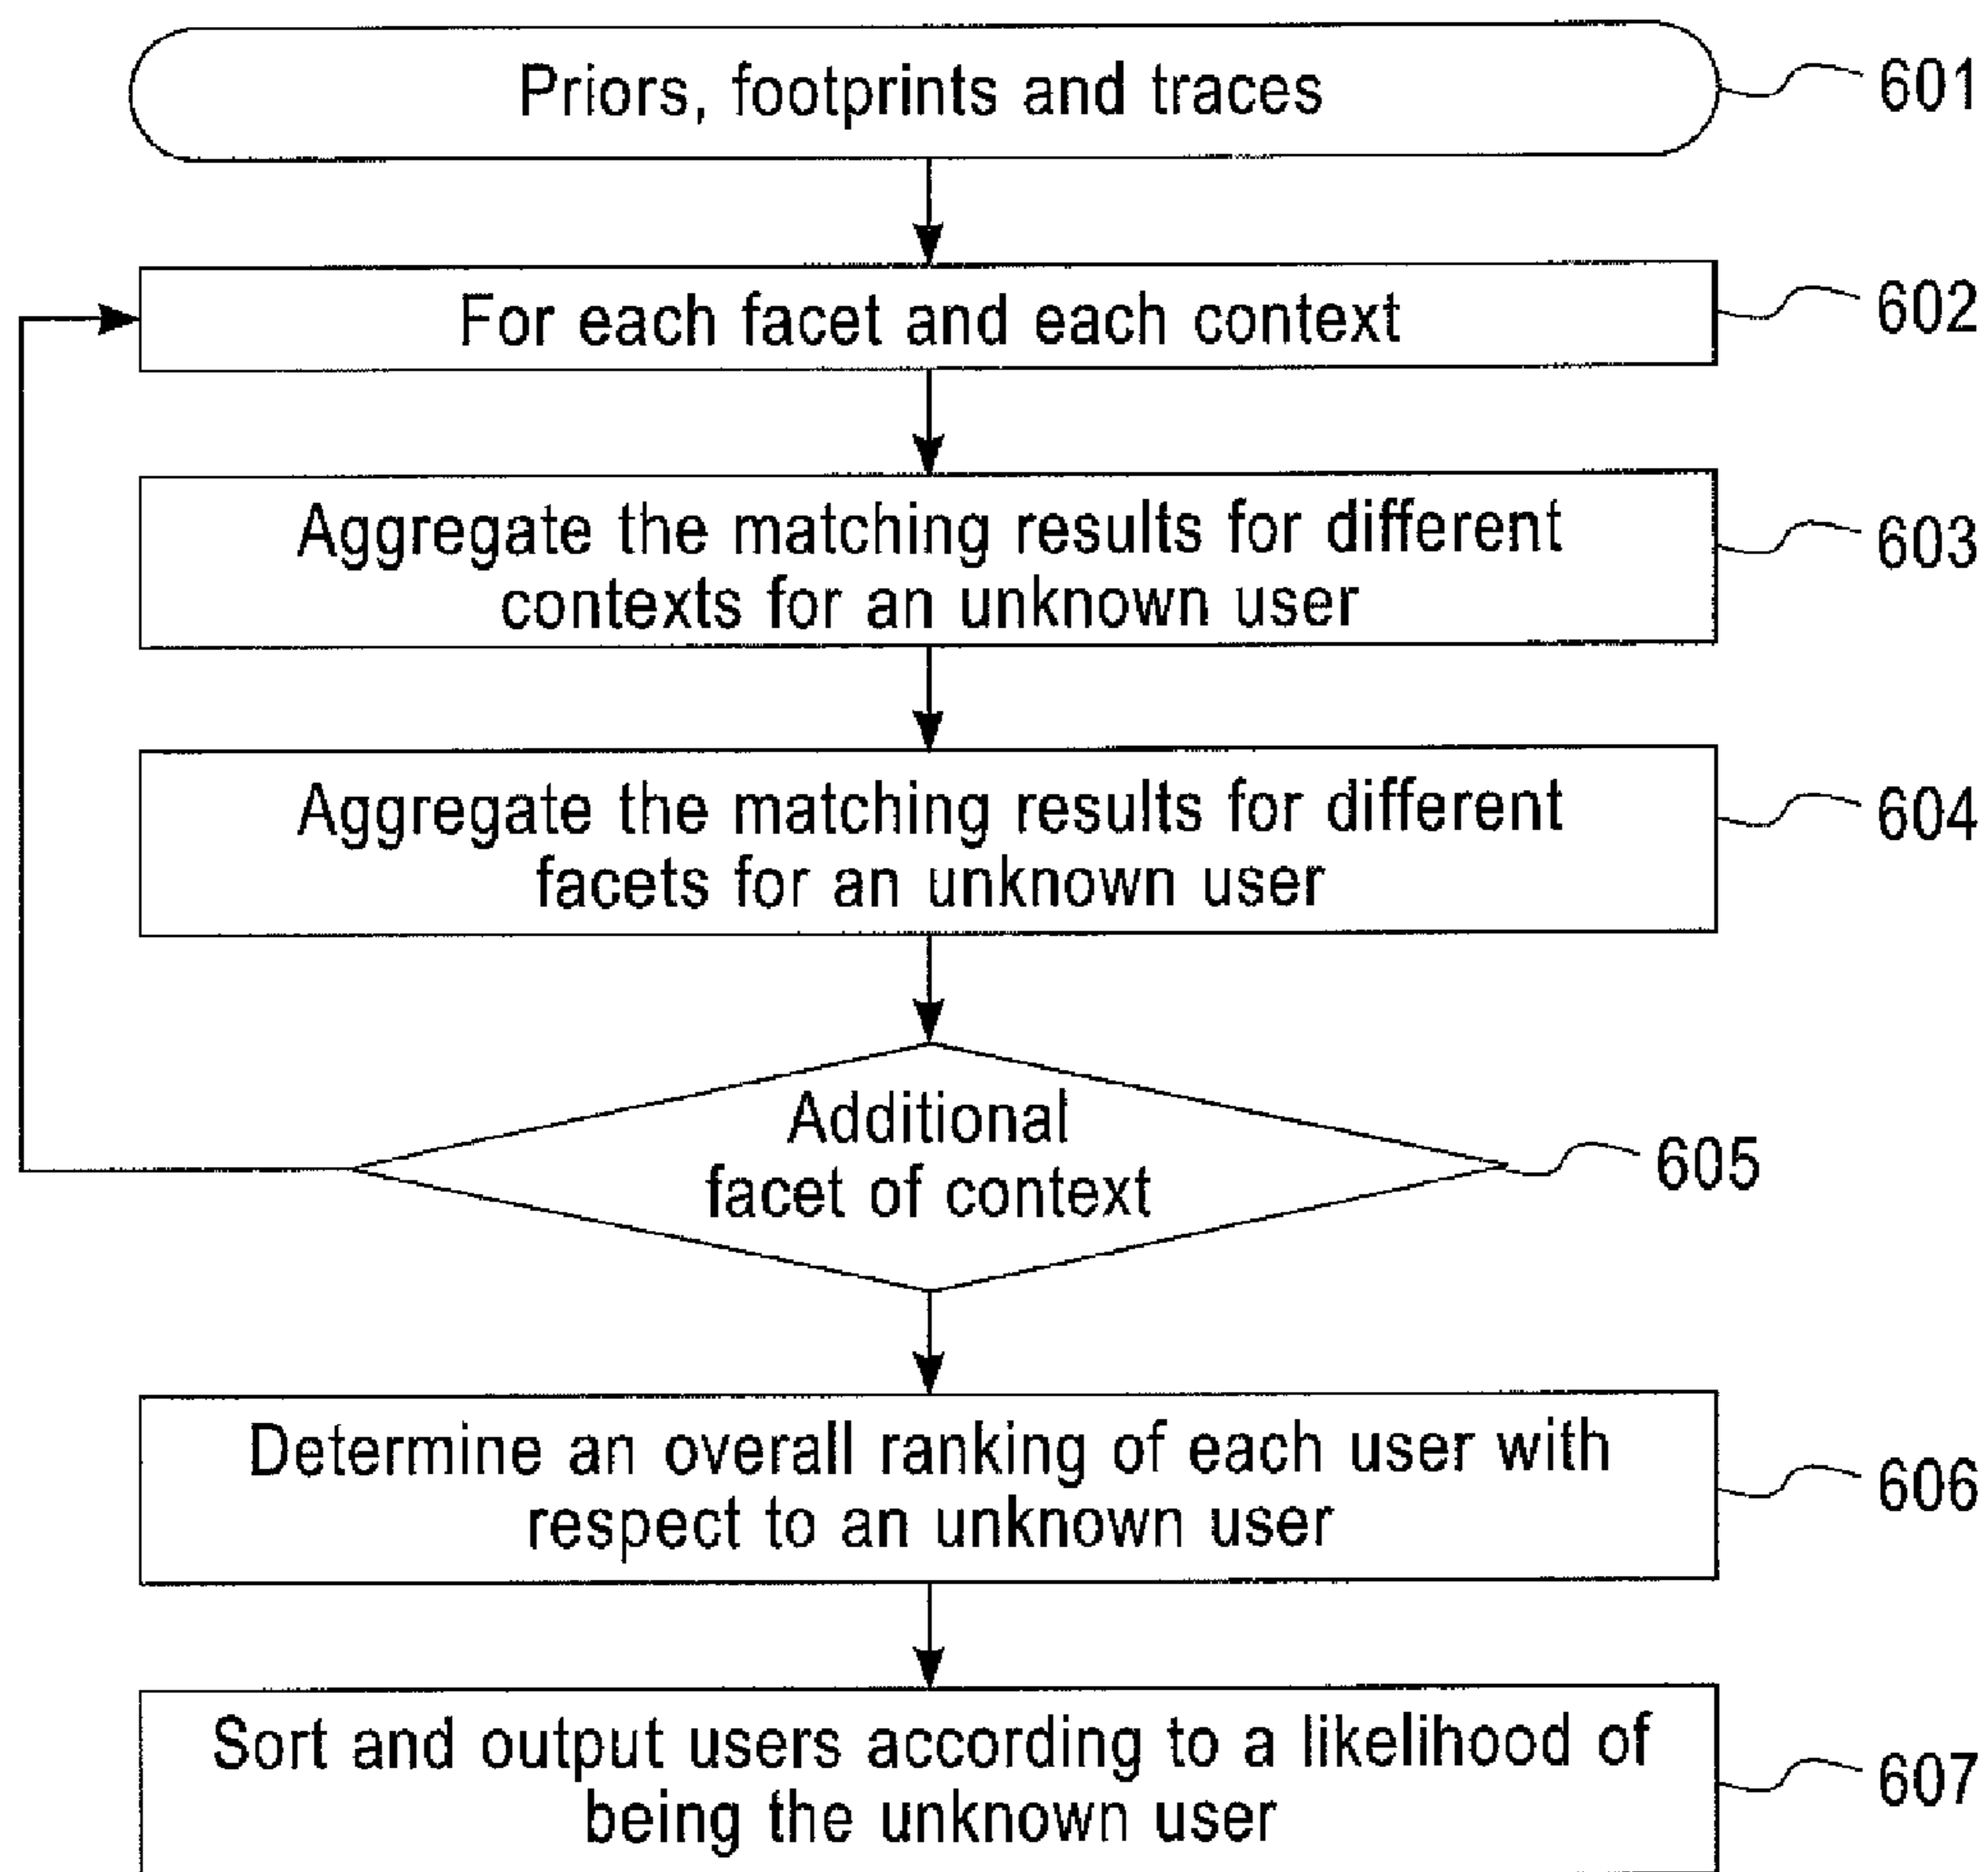 Priors, footprints and traces
601
For each facet and each context
602
Aggregate the matching results for different
contexts for an unknown user
603
Aggregate the matching results for different
facets for an unknown user
604
Additional
facet of context
605
Determine an overall ranking of each user with
respect to an unknown user
606
Sort and output users according to a likelihood of
being the unknown user
607